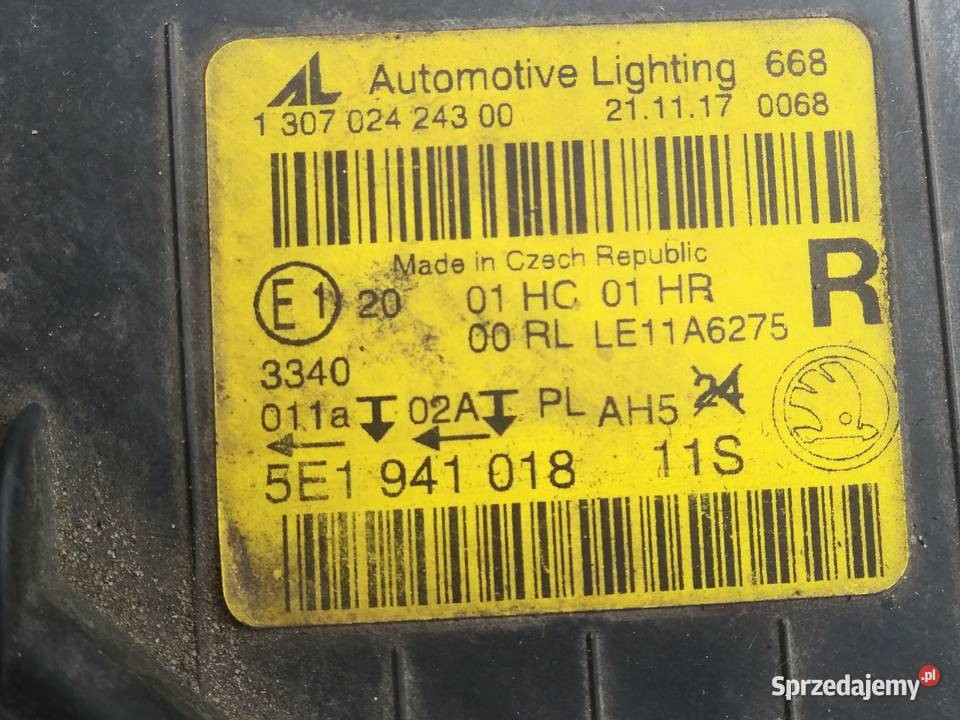 AL Automotive Lighting 668
1 307 024 243 00 21.11.17 0068
Made in Czech Republic
E1 20 01 HC 01 HR R
00 RL LE11A6275
3340
011a 02A PL AH5 24
5E1 941 018 11S
Sprzedajemy.pl